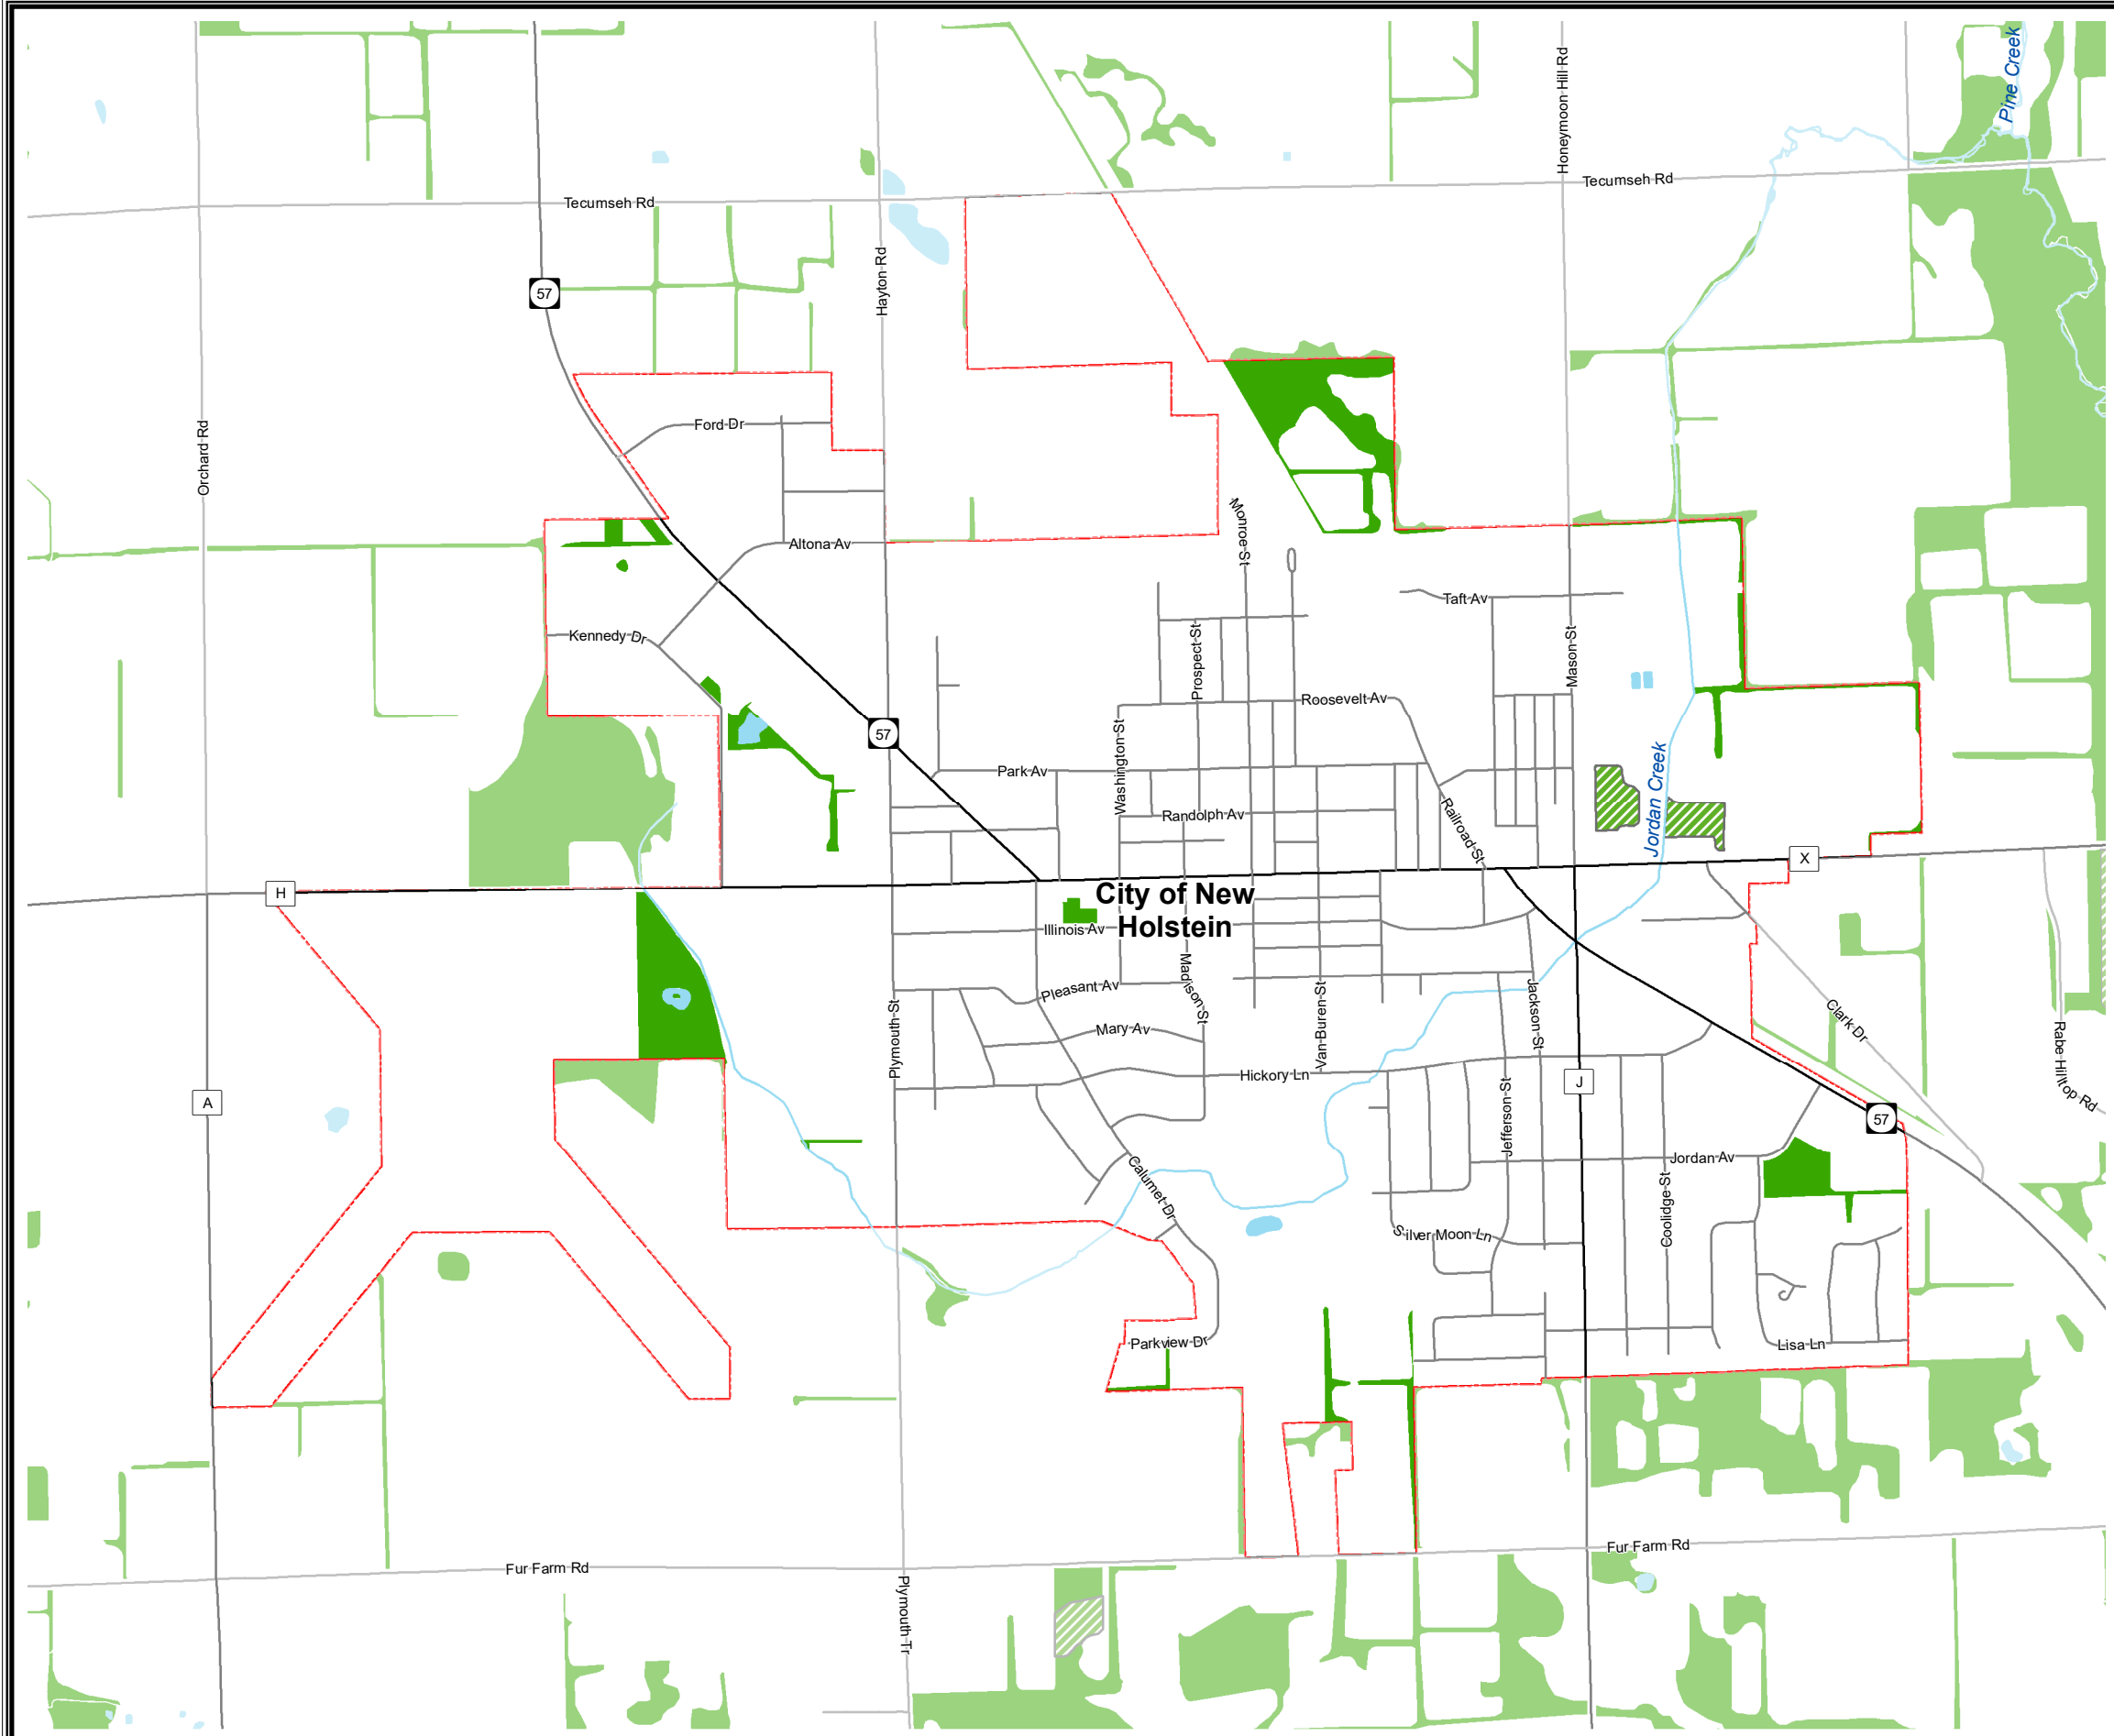 Pine Creek
Honeymoon Hill Rd
Tecumseh Rd
Tecumseh Rd
Hayton Rd
57
Orchard Rd
Ford Dr
Monroe St
Altona Av
Taft Av
Kennedy Dr
Prospect St
Mason St
Roosevelt Av
Washington St
57
Park Av
Jordan Creek
Randolph Av
Railroad St
X
H
City of New
Holstein
Illinois Av
Madison St
Pleasant Av
Jackson St
Van Buren St
Plymouth St
Mary Av
Clark Dr
Rabe Hilltop Rd
Hickory Ln
J
A
Jefferson St
57
Jordan Av
Calumet Dr
Coolidge St
Silver Moon Ln
Parkview Dr
Lisa Ln
Fur Farm Rd
Fur Farm Rd
Plymouth Tr